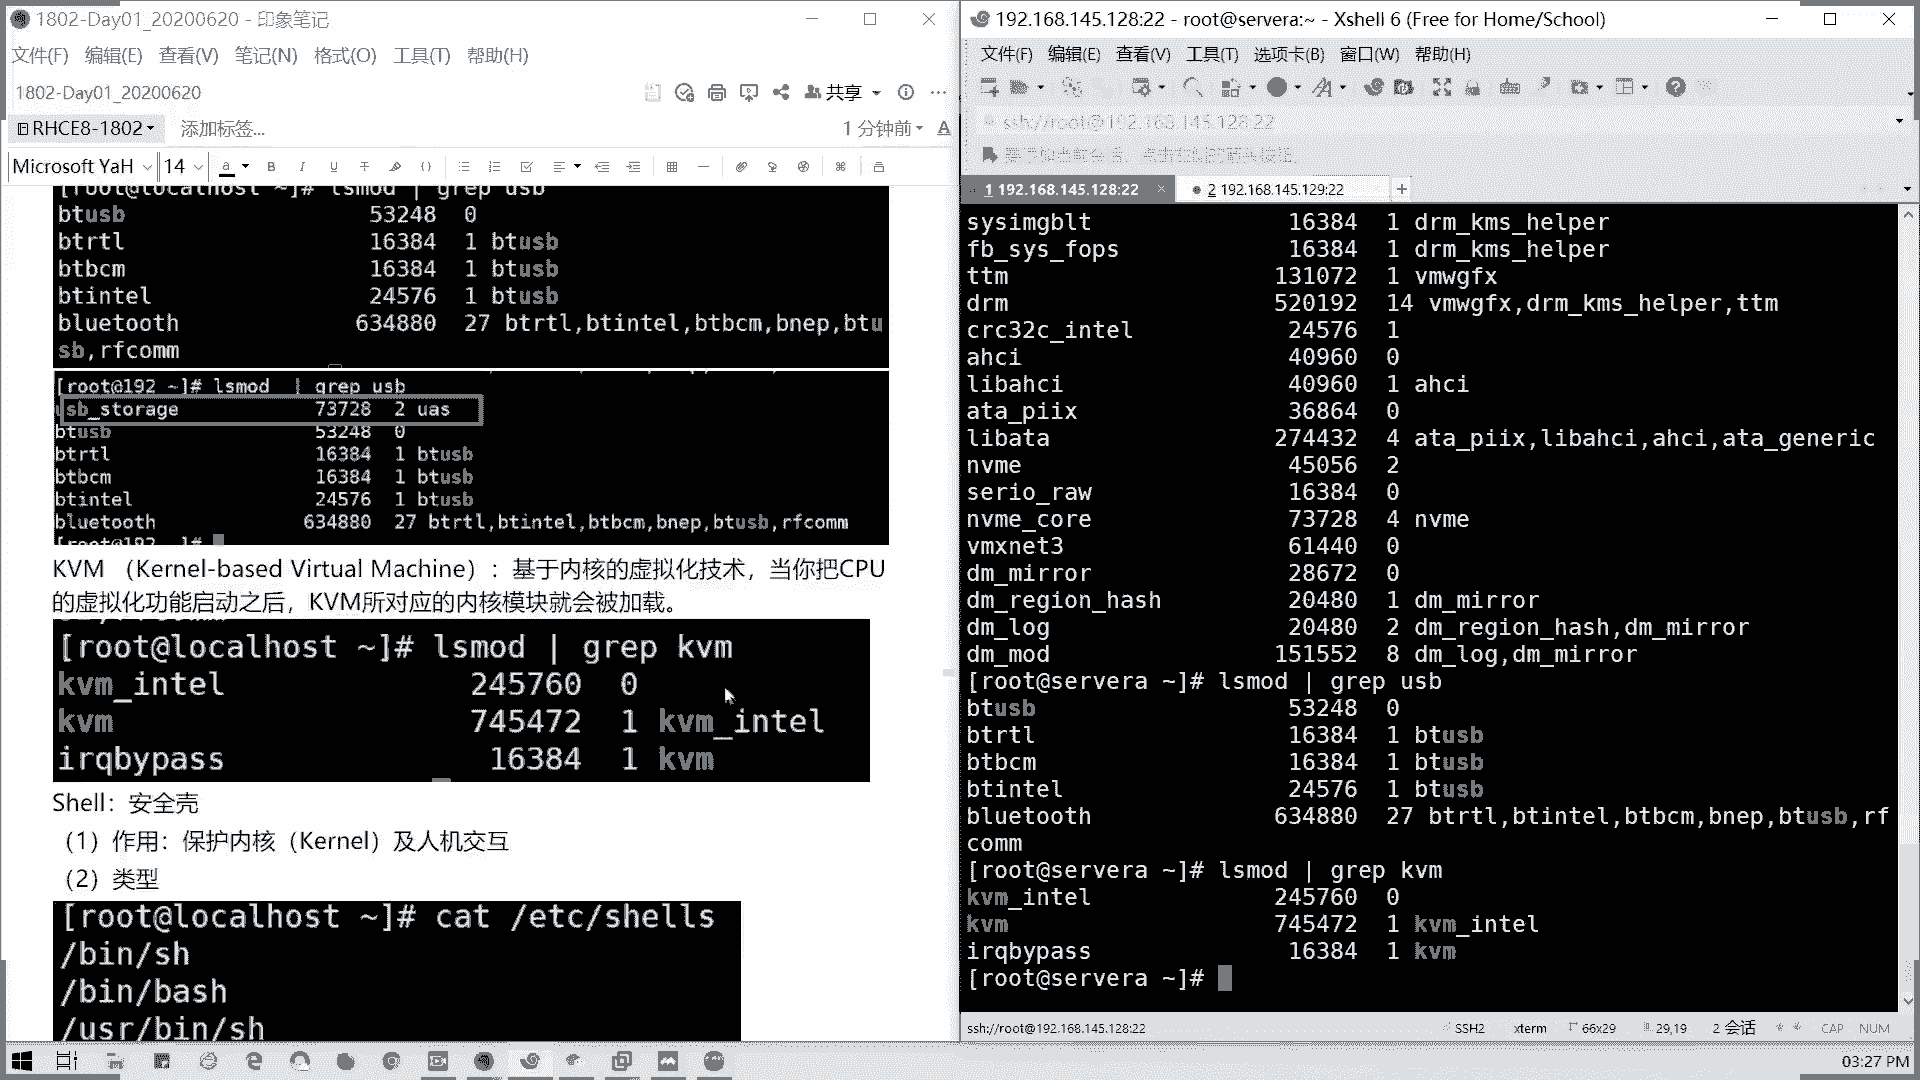 1802-Day01_20200620 - 印象笔记
文件(F) 编辑(E) 查看(V) 笔记(N) 格式(O) 工具(T) 帮助(H)
1802-Day01_20200620
共享
RHCE8-1802
添加标签...
1 分钟前
Microsoft YaH 14
[root@localhost ~]# lsmod | grep usb
btusb 53248 0
btrtl 16384 1 btusb
btbcm 16384 1 btusb
btintel 24576 1 btusb
bluetooth 634880 27 btrtl,btintel,btbcm,bnep,btu
sb,rfcomm
[root@192 ~]# lsmod | grep usb
usb_storage 73728 2 uas
btusb 53248 0
btrtl 16384 1 btusb
btbcm 16384 1 btusb
btintel 24576 1 btusb
bluetooth 634880 27 btrtl,btintel,btbcm,bnep,btusb,rfcomm
[root@192 ~]#
KVM （Kernel-based Virtual Machine）：基于内核的虚拟化技术，当你把CPU
的虚拟化功能启动之后，KVM所对应的内核模块就会被加载。
[root@localhost ~]# lsmod | grep kvm
kvm_intel 245760 0
kvm 745472 1 kvm_intel
irqbypass 16384 1 kvm
Shell：安全壳
（1）作用：保护内核（Kernel）及人机交互
（2）类型
[root@localhost ~]# cat /etc/shells
/bin/sh
/bin/bash
/usr/bin/sh
192.168.145.128:22 - root@servera:~ - Xshell 6 (Free for Home/School)
文件(F) 编辑(E) 查看(V) 工具(T) 选项卡(B) 窗口(W) 帮助(H)
ssh://root@192.168.145.128:22
1 192.168.145.128:22 2 192.168.145.129:22
sysimgblt 16384 1 drm_kms_helper
fb_sys_fops 16384 1 drm_kms_helper
ttm 131072 1 vmwgfx
drm 520192 14 vmwgfx,drm_kms_helper,ttm
crc32c_intel 24576 1
ahci 40960 0
libahci 40960 1 ahci
ata_piix 36864 0
libata 274432 4 ata_piix,libahci,ahci,ata_generic
nvme 45056 2
serio_raw 16384 0
nvme_core 73728 4 nvme
vmxnet3 61440 0
dm_mirror 28672 0
dm_region_hash 20480 1 dm_mirror
dm_log 20480 2 dm_region_hash,dm_mirror
dm_mod 151552 8 dm_log,dm_mirror
[root@servera ~]# lsmod | grep usb
btusb 53248 0
btrtl 16384 1 btusb
btbcm 16384 1 btusb
btintel 24576 1 btusb
bluetooth 634880 27 btrtl,btintel,btbcm,bnep,btusb,rf
comm
[root@servera ~]# lsmod | grep kvm
kvm_intel 245760 0
kvm 745472 1 kvm_intel
irqbypass 16384 1 kvm
[root@servera ~]#
ssh://root@192.168.145.128:22 SSH2 xterm 66x29 29,19 2 会话 CAP NUM
03:27 PM